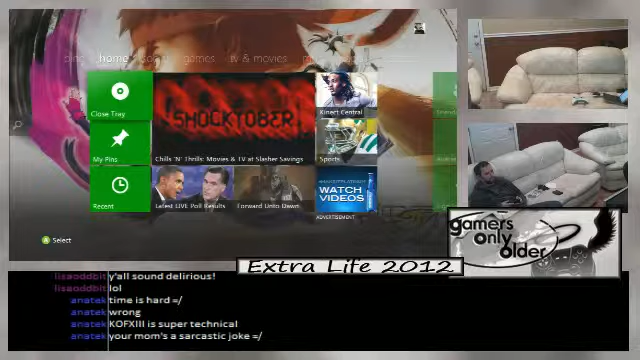 home
games
tv & movies
Close Tray
My Pins
Recent
SHOCKTOBER
Chills 'N' Thrills: Movies & TV at Slasher Savings
Latest LIVE Poll Results
Forward Unto Dawn
Kinect Central
Sports
WATCH
VIDEOS
ADVERTISEMENT
A Select
gamers
only
older
Extra Life 2012
lisaoddbit y'all sound delirious!
lisaoddbit lol
anatek time is hard =/
anatek wrong
anatek KOFXIII is super technical
anatek your mom's a sarcastic joke =/